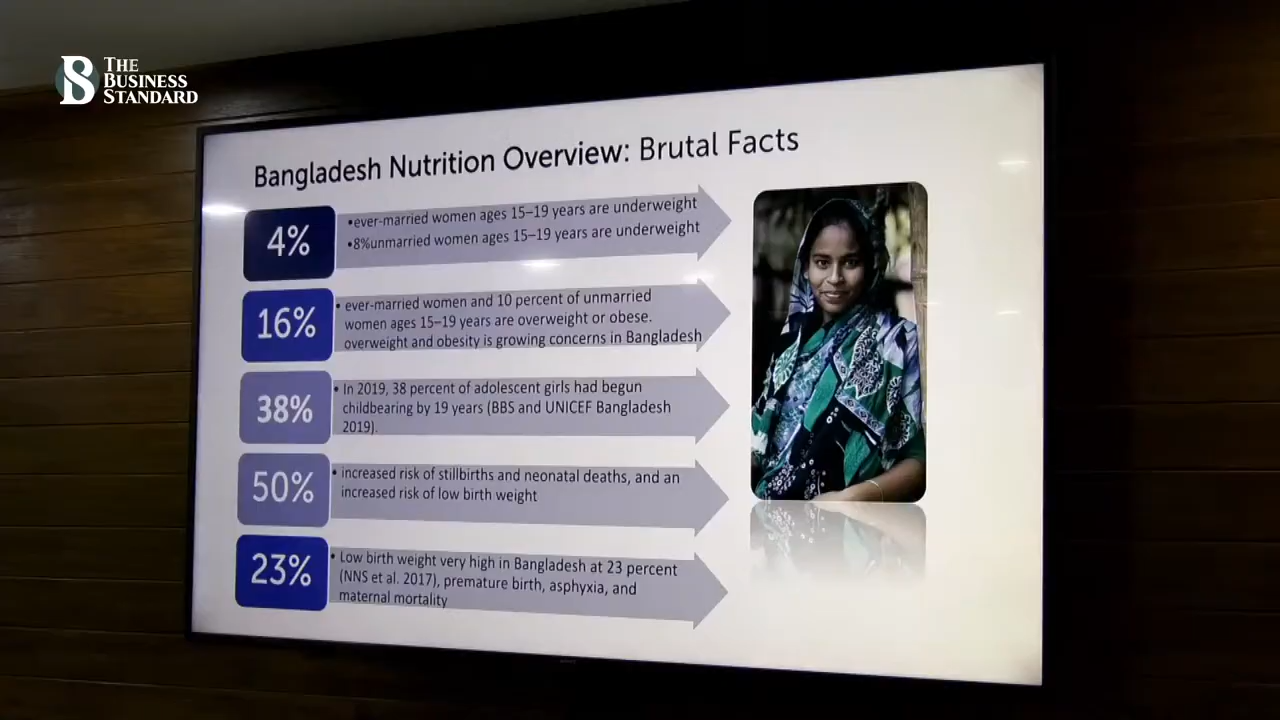 THE
BUSINESS
STANDARD
Bangladesh Nutrition Overview: Brutal Facts
4%
•ever-married women ages 15–19 years are underweight
•8%unmarried women ages 15–19 years are underweight
16%
• ever-married women and 10 percent of unmarried
women ages 15–19 years are overweight or obese.
overweight and obesity is growing concerns in Bangladesh
38%
• In 2019, 38 percent of adolescent girls had begun
childbearing by 19 years (BBS and UNICEF Bangladesh
2019).
50%
• increased risk of stillbirths and neonatal deaths, and an
increased risk of low birth weight
23%
• Low birth weight very high in Bangladesh at 23 percent
(NNS et al. 2017), premature birth, asphyxia, and
maternal mortality